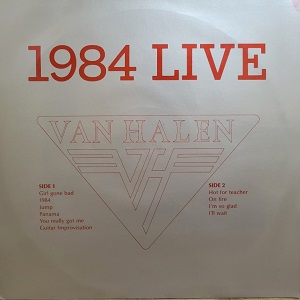 1984 LIVE
VAN HALEN
SIDE 1
Girl gone bad
1984
Jump
Panama
You really got me
Guitar Improvisation
SIDE 2
Hot for teacher
On fire
I'm so glad
I'll wait